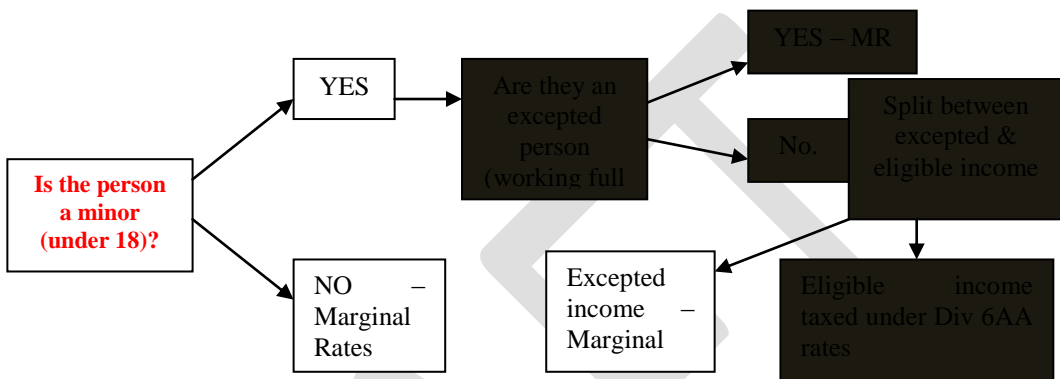 YES – MR
YES
Are they an
excepted
person
(working full
Split between
excepted &
eligible income
No.
Is the person
a minor
(under 18)?
NO –
Marginal
Rates
Excepted
income –
Marginal
Eligible income
taxed under Div 6AA
rates